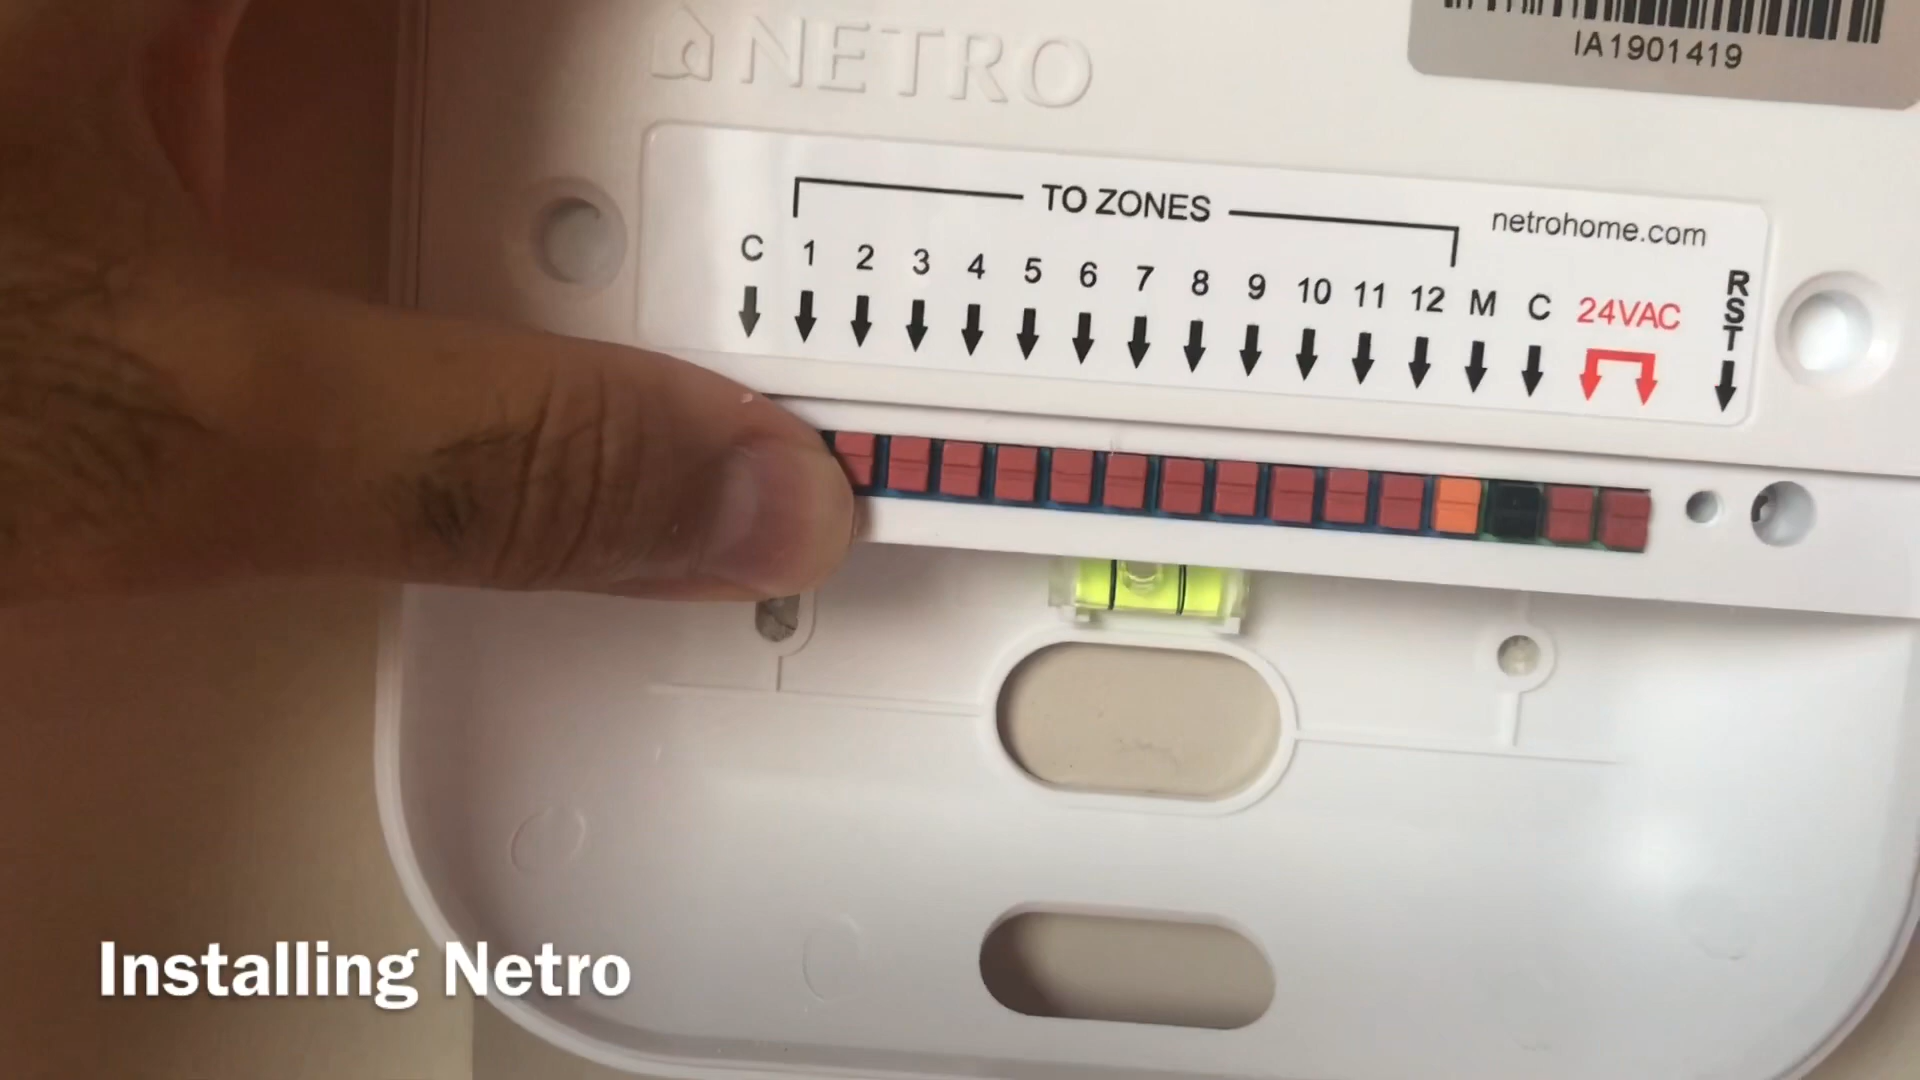 NETRO
IA1901419
TO ZONES
netrohome.com
C 1 2 3 4 5 6 7 8 9 10 11 12 M C 24VAC
RST
Installing Netro